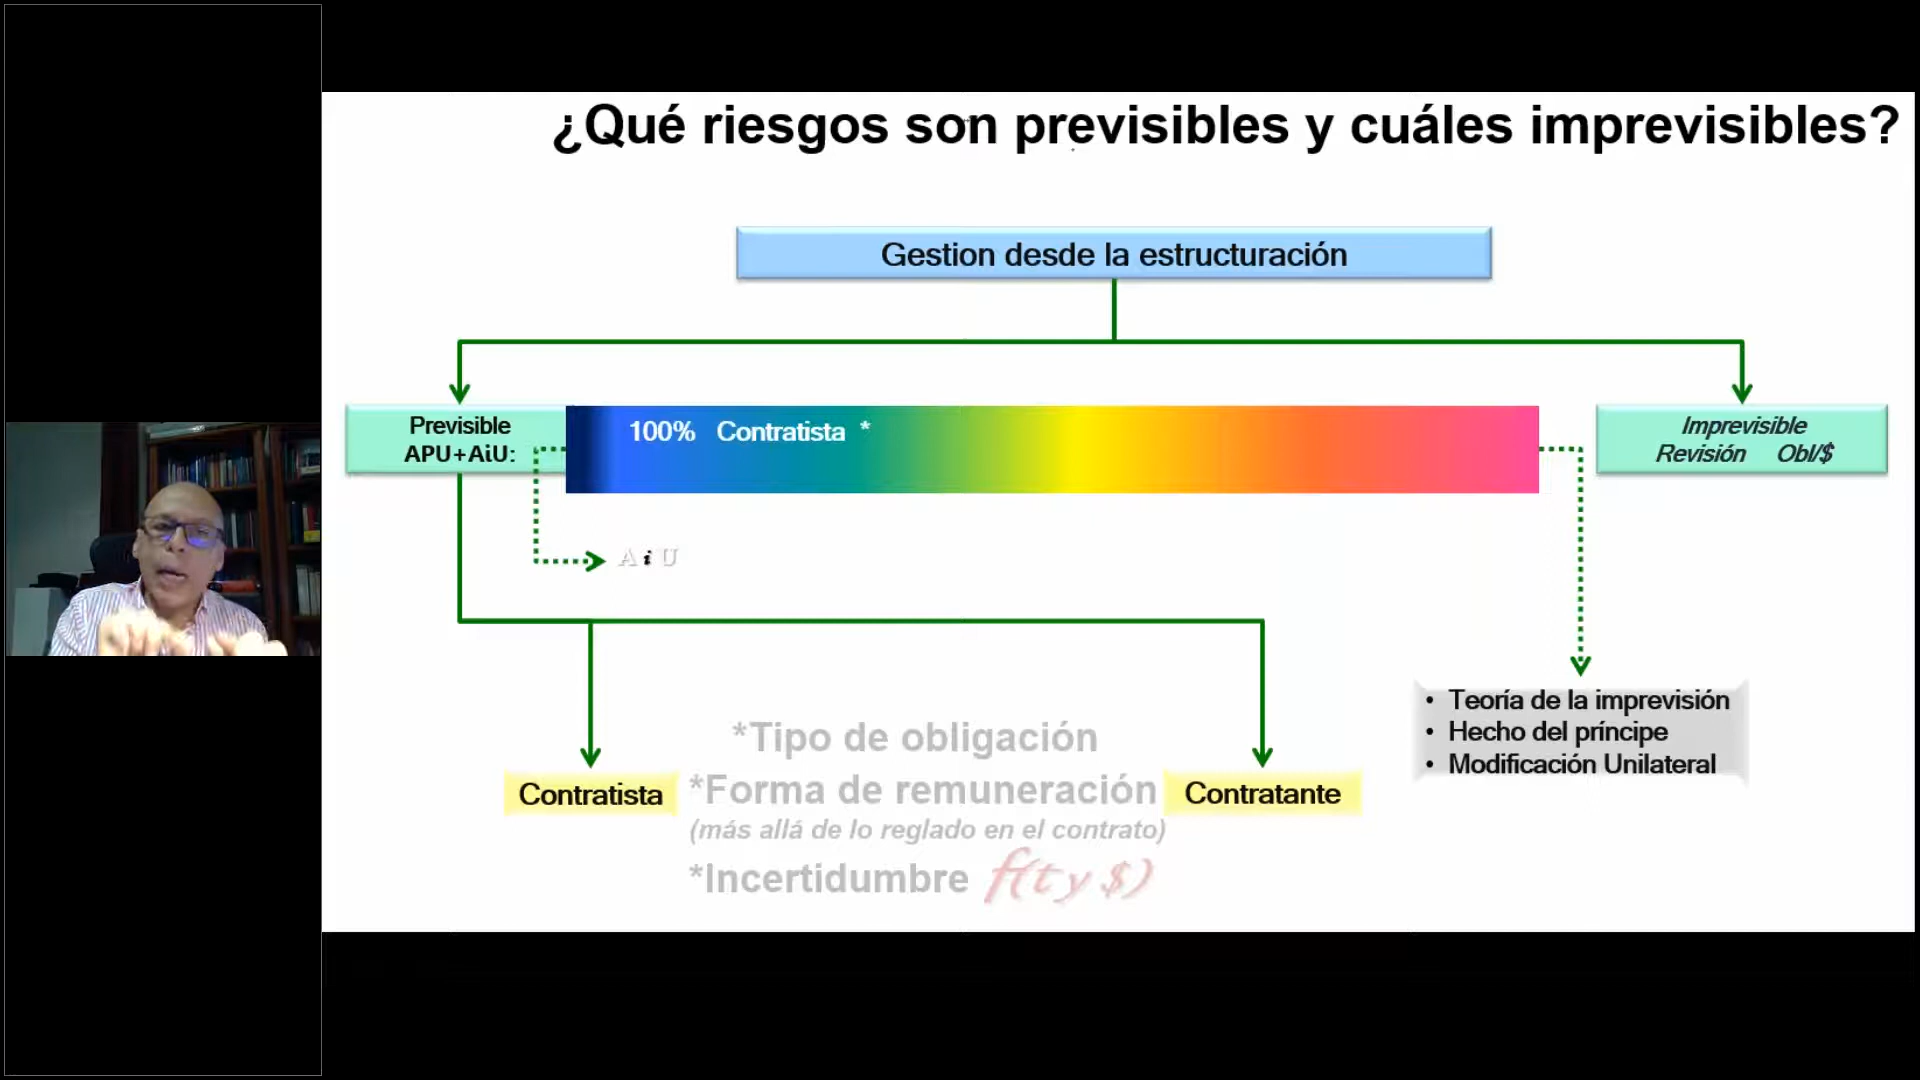 ¿Qué riesgos son previsibles y cuáles imprevisibles?
Gestion desde la estructuración
Previsible
APU+AiU:
100% Contratista *
Imprevisible
Revisión Obl/$
A i U
• Teoría de la imprevisión
• Hecho del príncipe
• Modificación Unilateral
*Tipo de obligación
*Forma de remuneración
(más allá de lo reglado en el contrato)
*Incertidumbre f(t y $)
Contratista
Contratante